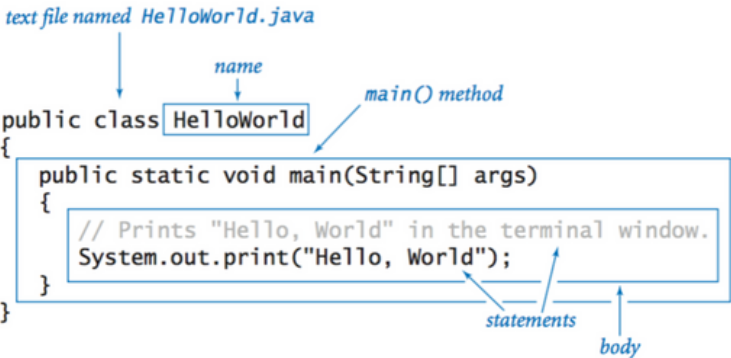 text file named HelloWorld.java
name
main() method
public class HelloWorld
{
public static void main(String[] args)
{
// Prints "Hello, World" in the terminal window.
System.out.print("Hello, World");
}
}
statements
body